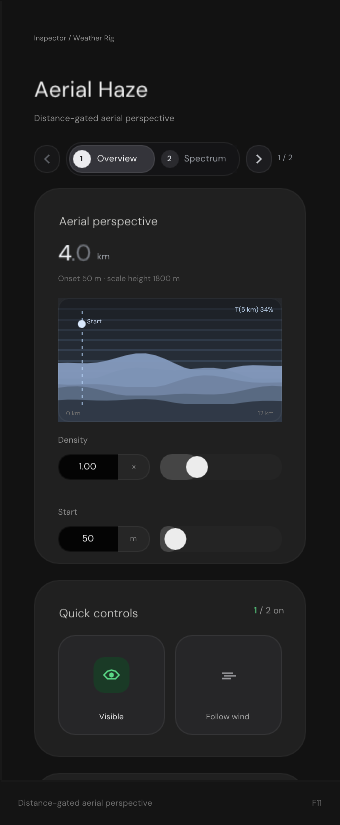 Inspector / Weather Rig
Aerial Haze
Distance-gated aerial perspective
1 Overview 2 Spectrum 1 / 2
Aerial perspective
4.0 km
Onset 50 m · scale height 1800 m
T(5 km) 34%
Start
0 km 12 km
Density
1.00 x
Start
50 m
Quick controls 1 / 2 on
Visible Follow wind
Distance-gated aerial perspective F11